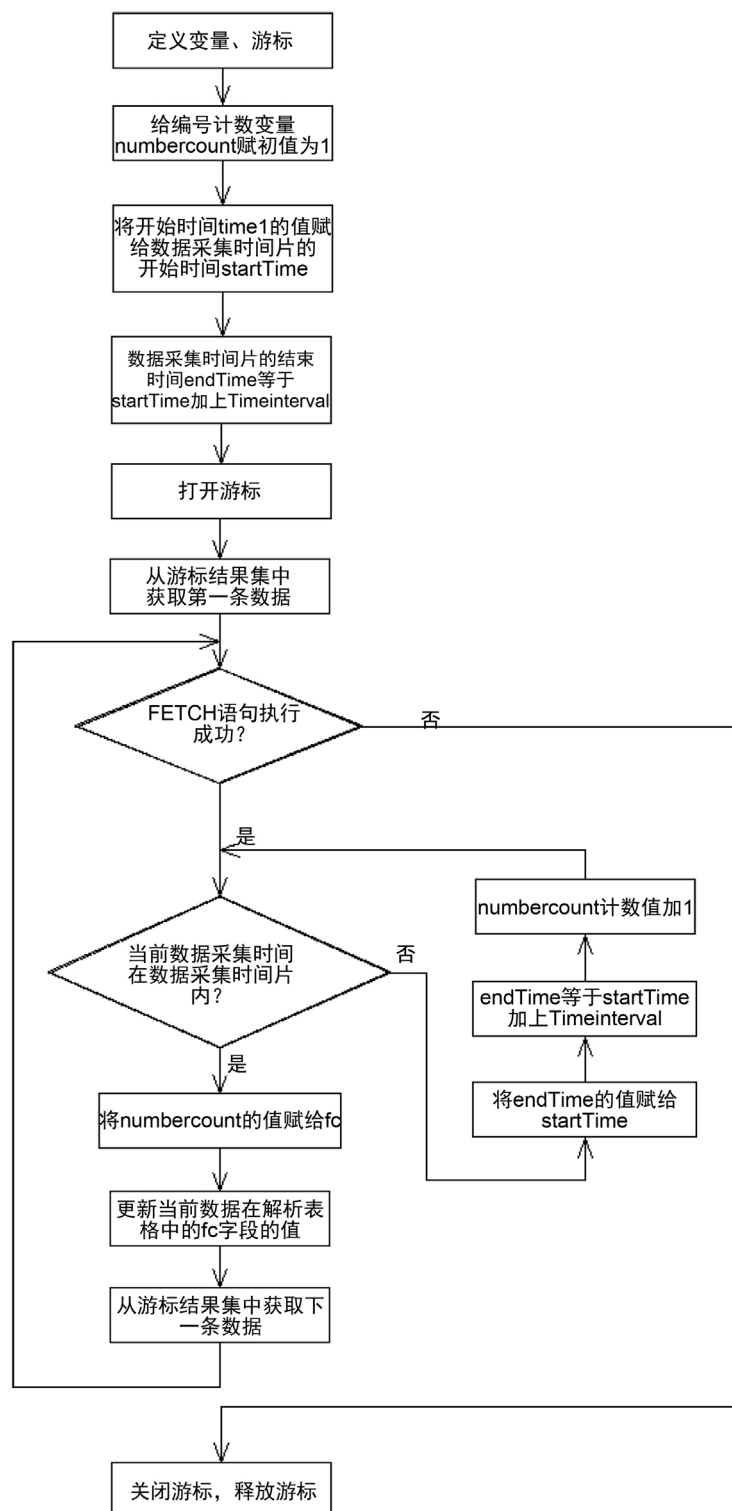 定义变量、游标
给编号计数变量
numbercount赋初值为1
将开始时间time1的值赋
给数据采集时间片的
开始时间startTime
数据采集时间片的结束
时间endTime等于
startTime加上Timeinterval
打开游标
从游标结果集中
获取第一条数据
FETCH语句执行
成功？
否
是
当前数据采集时间
在数据采集时间片
内？
否
numbercount计数值加1
endTime等于startTime
加上Timeinterval
将endTime的值赋给
startTime
是
将numbercount的值赋给fc
更新当前数据在解析表
格中的fc字段的值
从游标结果集中获取下
一条数据
关闭游标，释放游标